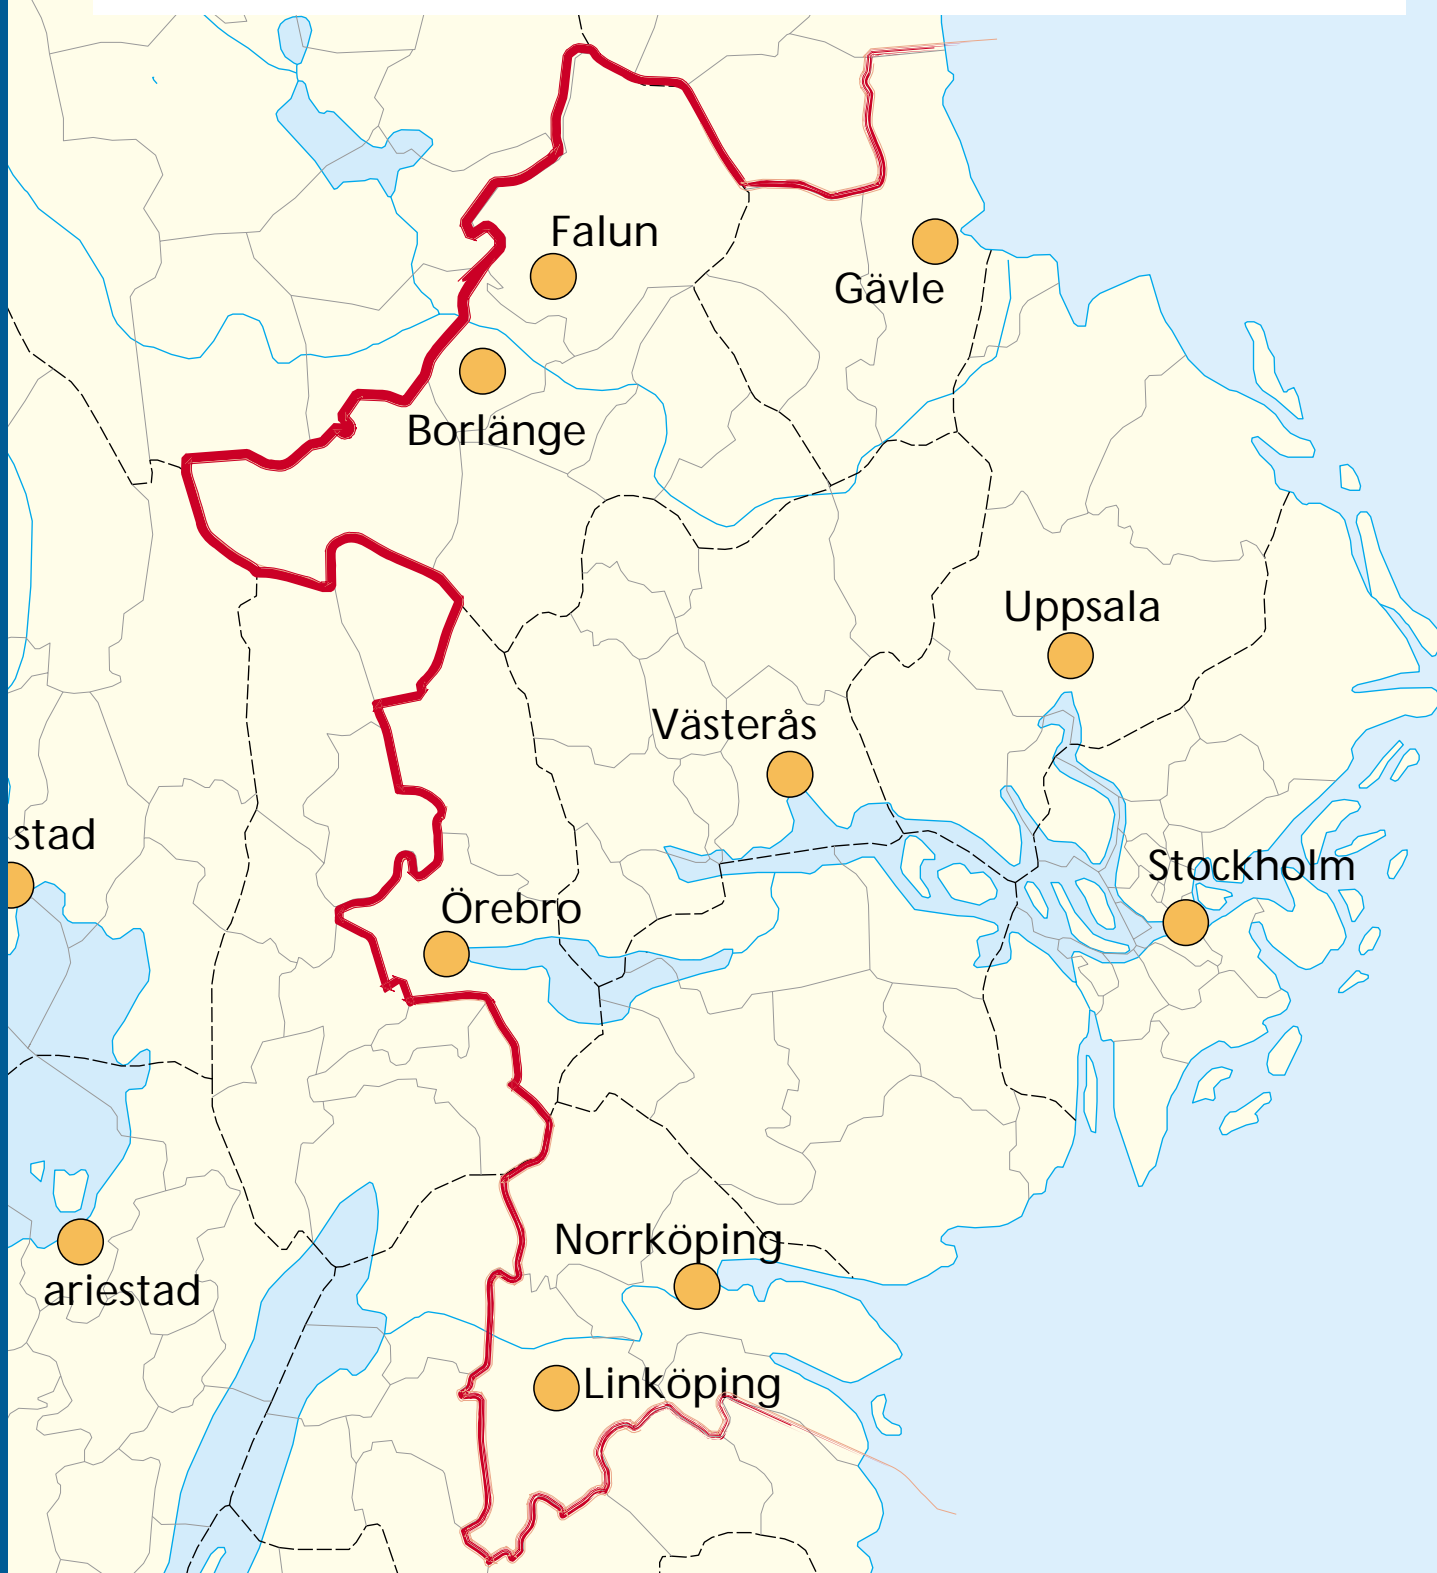 Falun
Gävle
Borlänge
Uppsala
Västerås
stad
Stockholm
Örebro
Norrköping
ariestad
Linköping